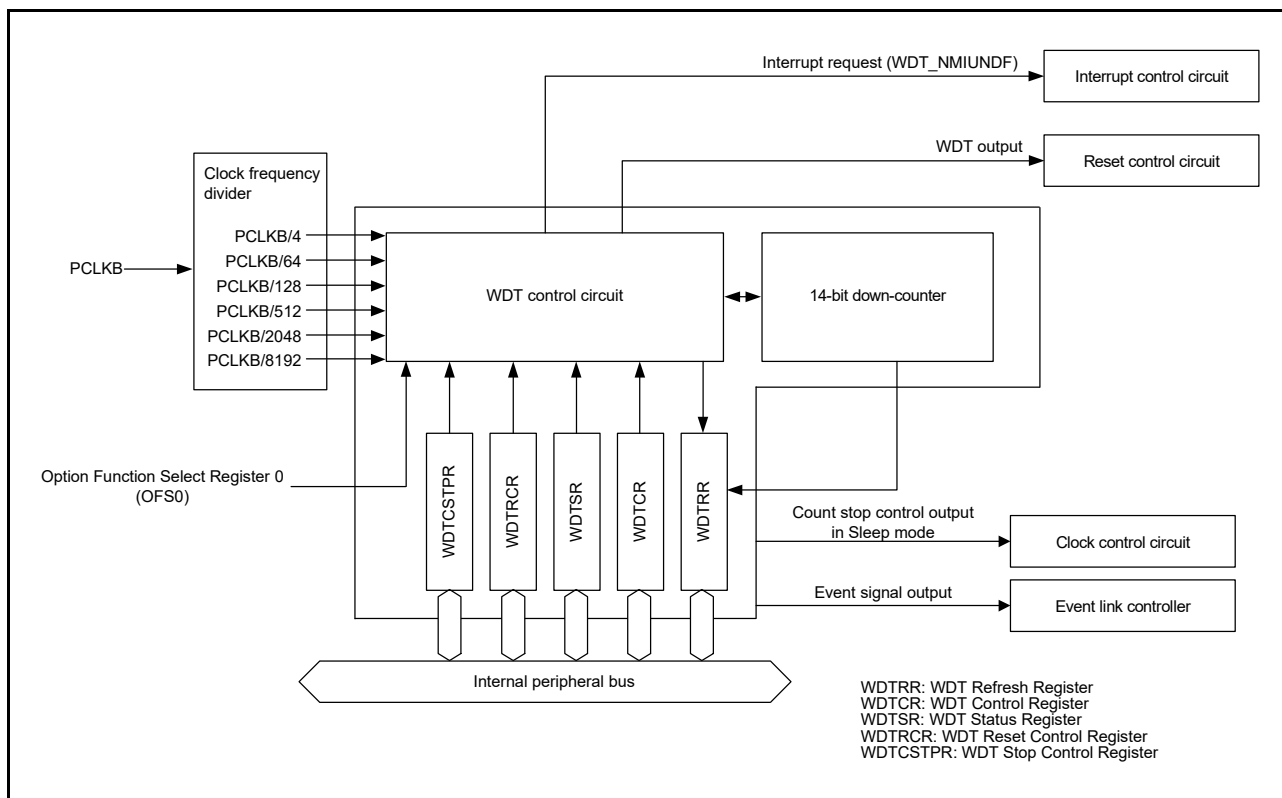 Interrupt request (WDT_NMIUNDF)
Interrupt control circuit
WDT output
Reset control circuit
Clock frequency
divider
PCLKB/4
PCLKB/64
PCLKB
PCLKB/128
PCLKB/512
PCLKB/2048
PCLKB/8192
WDT control circuit
14-bit down-counter
Option Function Select Register 0
(OFS0)
WDTCSTPR
WDTRCR
WDTSR
WDTCR
WDTRR
Count stop control output
in Sleep mode
Clock control circuit
Event signal output
Event link controller
Internal peripheral bus
WDTRR: WDT Refresh Register
WDTCR: WDT Control Register
WDTSR: WDT Status Register
WDTRCR: WDT Reset Control Register
WDTCSTPR: WDT Stop Control Register